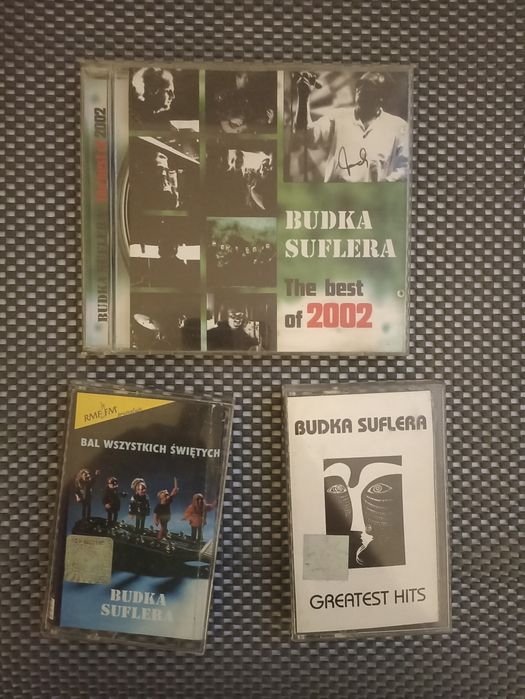 BUDKA SUFLERA
2002
BUDKA
SUFLERA
The best
of 2002
RMF FM
BAL WSZYSTKICH ŚWIĘTYCH
BUDKA
SUFLERA
BUDKA SUFLERA
GREATEST HITS